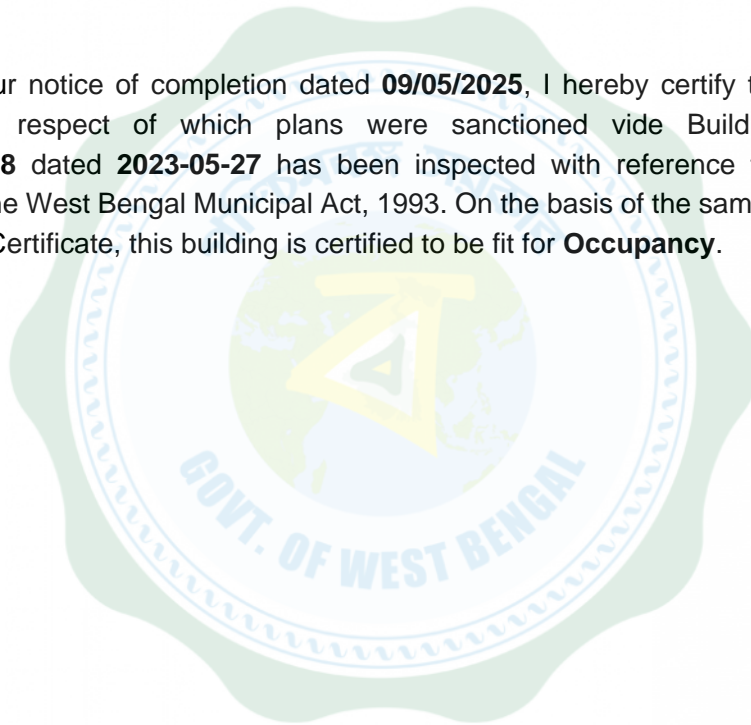 ur notice of completion dated 09/05/2025, I hereby certify t
respect of which plans were sanctioned vide Buildi
8 dated 2023-05-27 has been inspected with reference
he West Bengal Municipal Act, 1993. On the basis of the sam
Certificate, this building is certified to be fit for Occupancy.
GOVT. OF WEST BENGAL